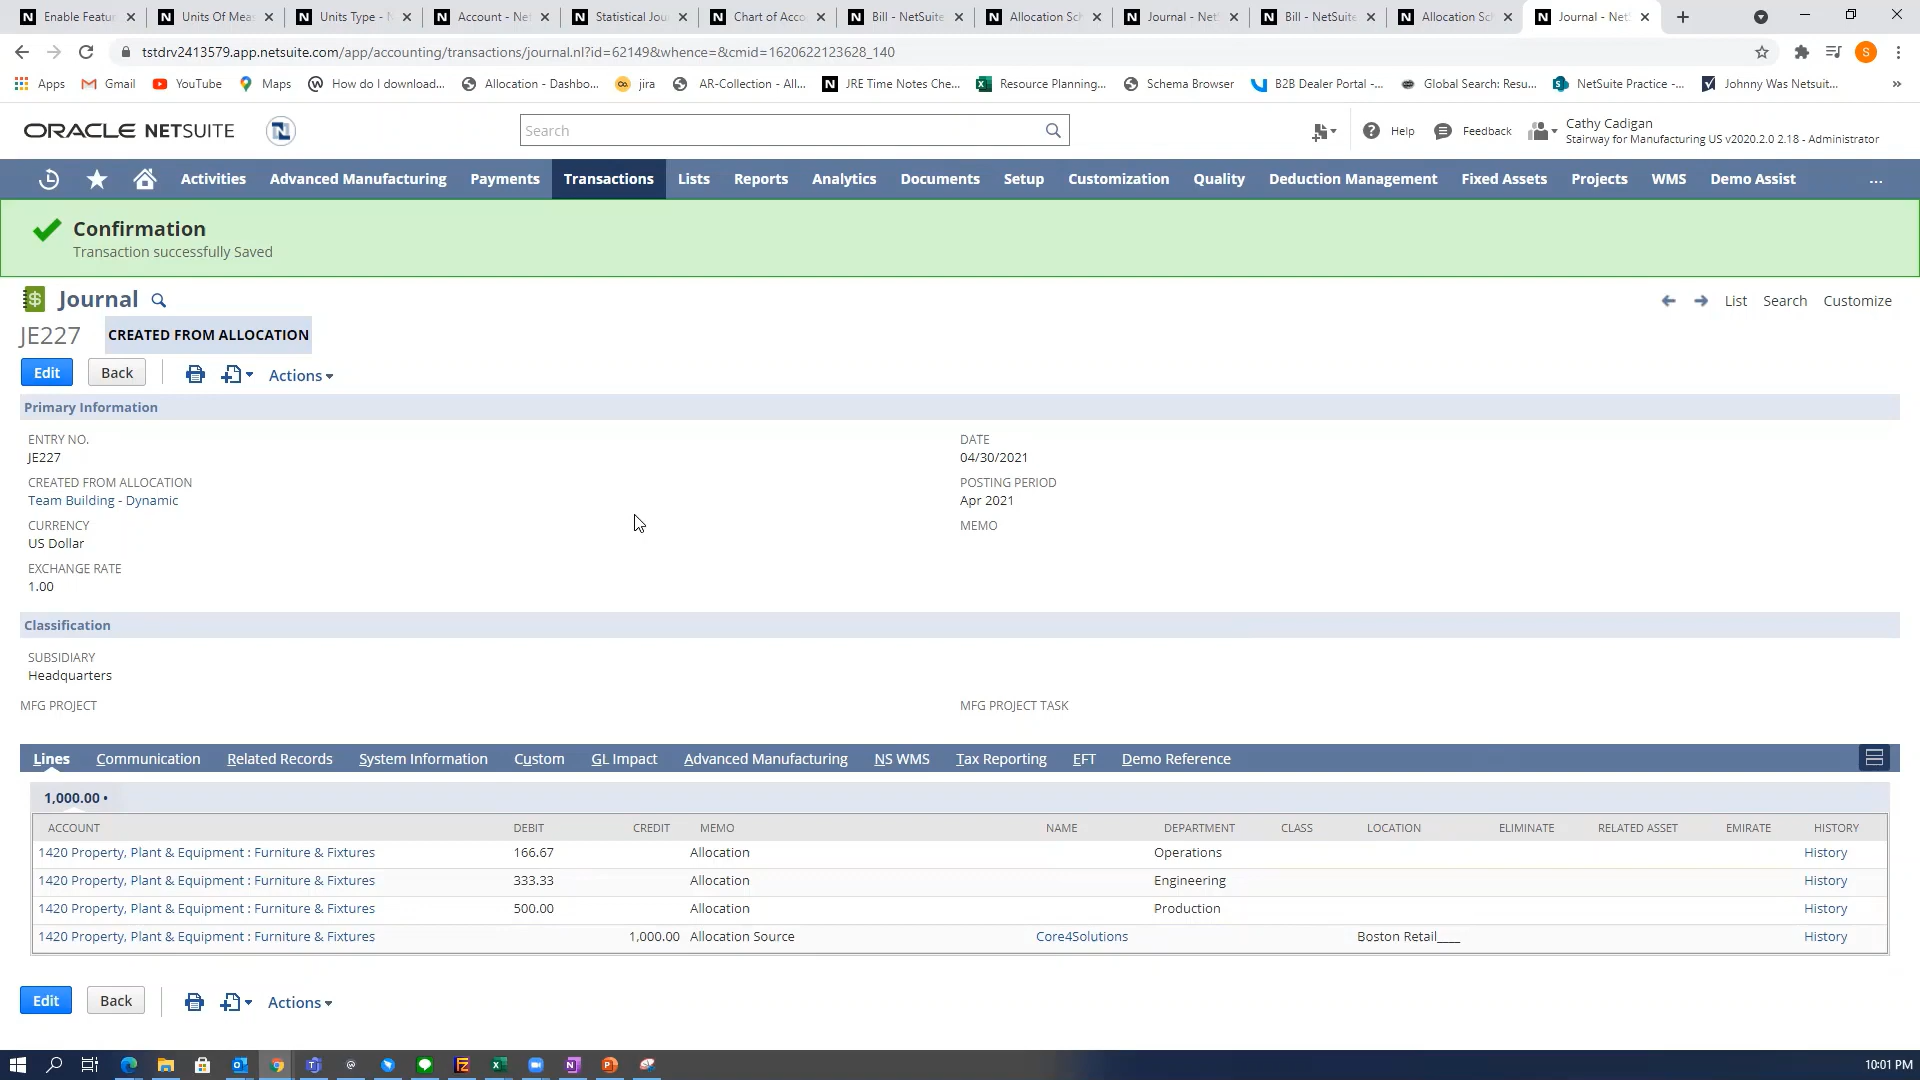 Enable Featu
Units Of Mea
Units Type - N
Account - Ne
Statistical Jou
Chart of Acco
Bill - NetSuite
Allocation Sch
Journal - Net
Bill - NetSuite
Allocation Sch
Journal - Net
tstdrv2413579.app.netsuite.com/app/accounting/transactions/journal.nl?id=62149&whence=&cmid=1620622123628_140
S
Apps
Gmail
YouTube
Maps
How do I download...
Allocation - Dashbo...
jira
AR-Collection - All...
JRE Time Notes Che...
Resource Planning,...
Schema Browser
B2B Dealer Portal -...
Global Search: Resu...
NetSuite Practice -...
Johnny Was Netsuit...
»
ORACLE NETSUITE
Search
Help
Feedback
Cathy Cadigan
Stairway for Manufacturing US v2020.2.0 2.18 - Administrator
Activities
Advanced Manufacturing
Payments
Transactions
Lists
Reports
Analytics
Documents
Setup
Customization
Quality
Deduction Management
Fixed Assets
Projects
WMS
Demo Assist
...
Confirmation
Transaction successfully Saved
Journal
List
Search
Customize
JE227
CREATED FROM ALLOCATION
Edit
Back
Actions
Primary Information
ENTRY NO.
JE227
CREATED FROM ALLOCATION
Team Building - Dynamic
CURRENCY
US Dollar
EXCHANGE RATE
1.00
DATE
04/30/2021
POSTING PERIOD
Apr 2021
MEMO
Classification
SUBSIDIARY
Headquarters
MFG PROJECT
MFG PROJECT TASK
Lines
Communication
Related Records
System Information
Custom
GL Impact
Advanced Manufacturing
NS WMS
Tax Reporting
EFT
Demo Reference
1,000.00 •
ACCOUNT DEBIT CREDIT MEMO NAME DEPARTMENT CLASS LOCATION ELIMINATE RELATED ASSET EMIRATE HISTORY
1420 Property, Plant & Equipment : Furniture & Fixtures 166.67 Allocation Operations History
1420 Property, Plant & Equipment : Furniture & Fixtures 333.33 Allocation Engineering History
1420 Property, Plant & Equipment : Furniture & Fixtures 500.00 Allocation Production History
1420 Property, Plant & Equipment : Furniture & Fixtures 1,000.00 Allocation Source Core4Solutions Boston Retail____ History
Edit
Back
Actions
10:01 PM